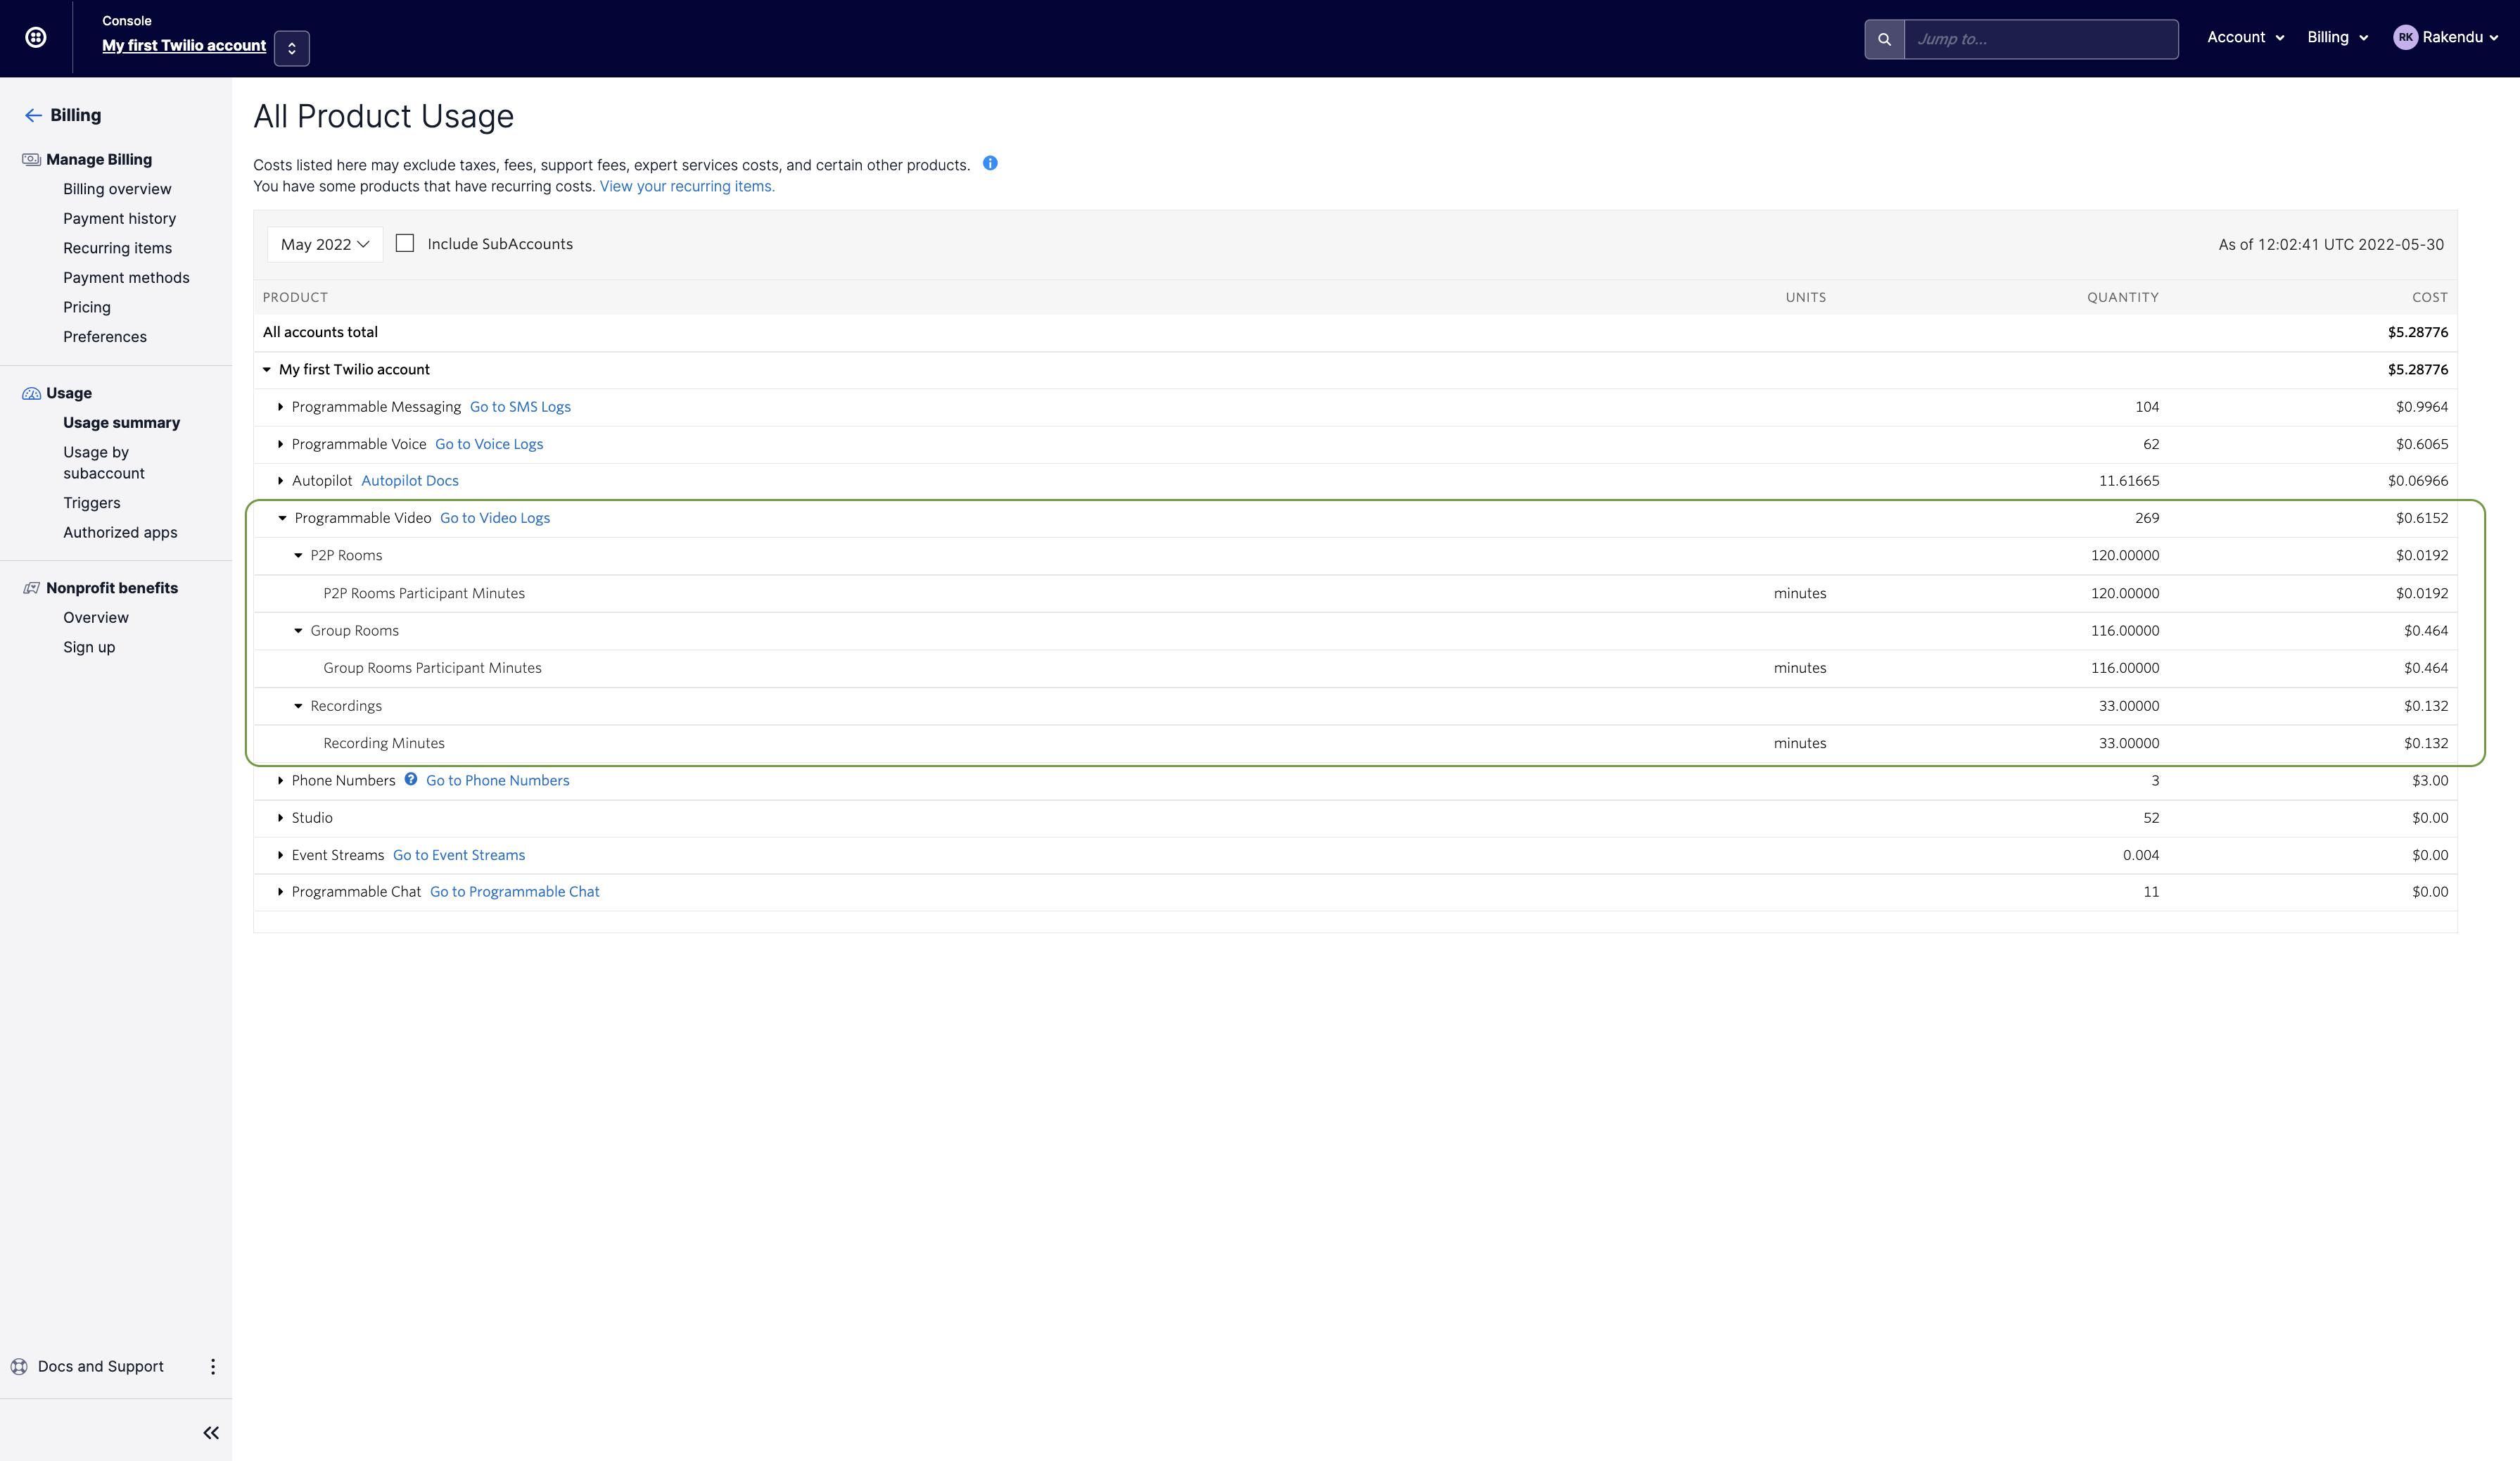 Console
My first Twilio account
Jump to...
Account
Billing
RK
Rakendu
Billing
Manage Billing
Billing overview
Payment history
Recurring items
Payment methods
Pricing
Preferences
Usage
Usage summary
Usage by
subaccount
Triggers
Authorized apps
Nonprofit benefits
Overview
Sign up
Docs and Support
All Product Usage
Costs listed here may exclude taxes, fees, support fees, expert services costs, and certain other products.
You have some products that have recurring costs. View your recurring items.
May 2022 Include SubAccounts As of 12:02:41 UTC 2022-05-30
PRODUCT UNITS QUANTITY COST
All accounts total $5.28776
My first Twilio account $5.28776
Programmable Messaging Go to SMS Logs 104 $0.9964
Programmable Voice Go to Voice Logs 62 $0.6065
Autopilot Autopilot Docs 11.61665 $0.06966
Programmable Video Go to Video Logs 269 $0.6152
P2P Rooms 120.00000 $0.0192
P2P Rooms Participant Minutes minutes 120.00000 $0.0192
Group Rooms 116.00000 $0.464
Group Rooms Participant Minutes minutes 116.00000 $0.464
Recordings 33.00000 $0.132
Recording Minutes minutes 33.00000 $0.132
Phone Numbers Go to Phone Numbers 3 $3.00
Studio 52 $0.00
Event Streams Go to Event Streams 0.004 $0.00
Programmable Chat Go to Programmable Chat 11 $0.00